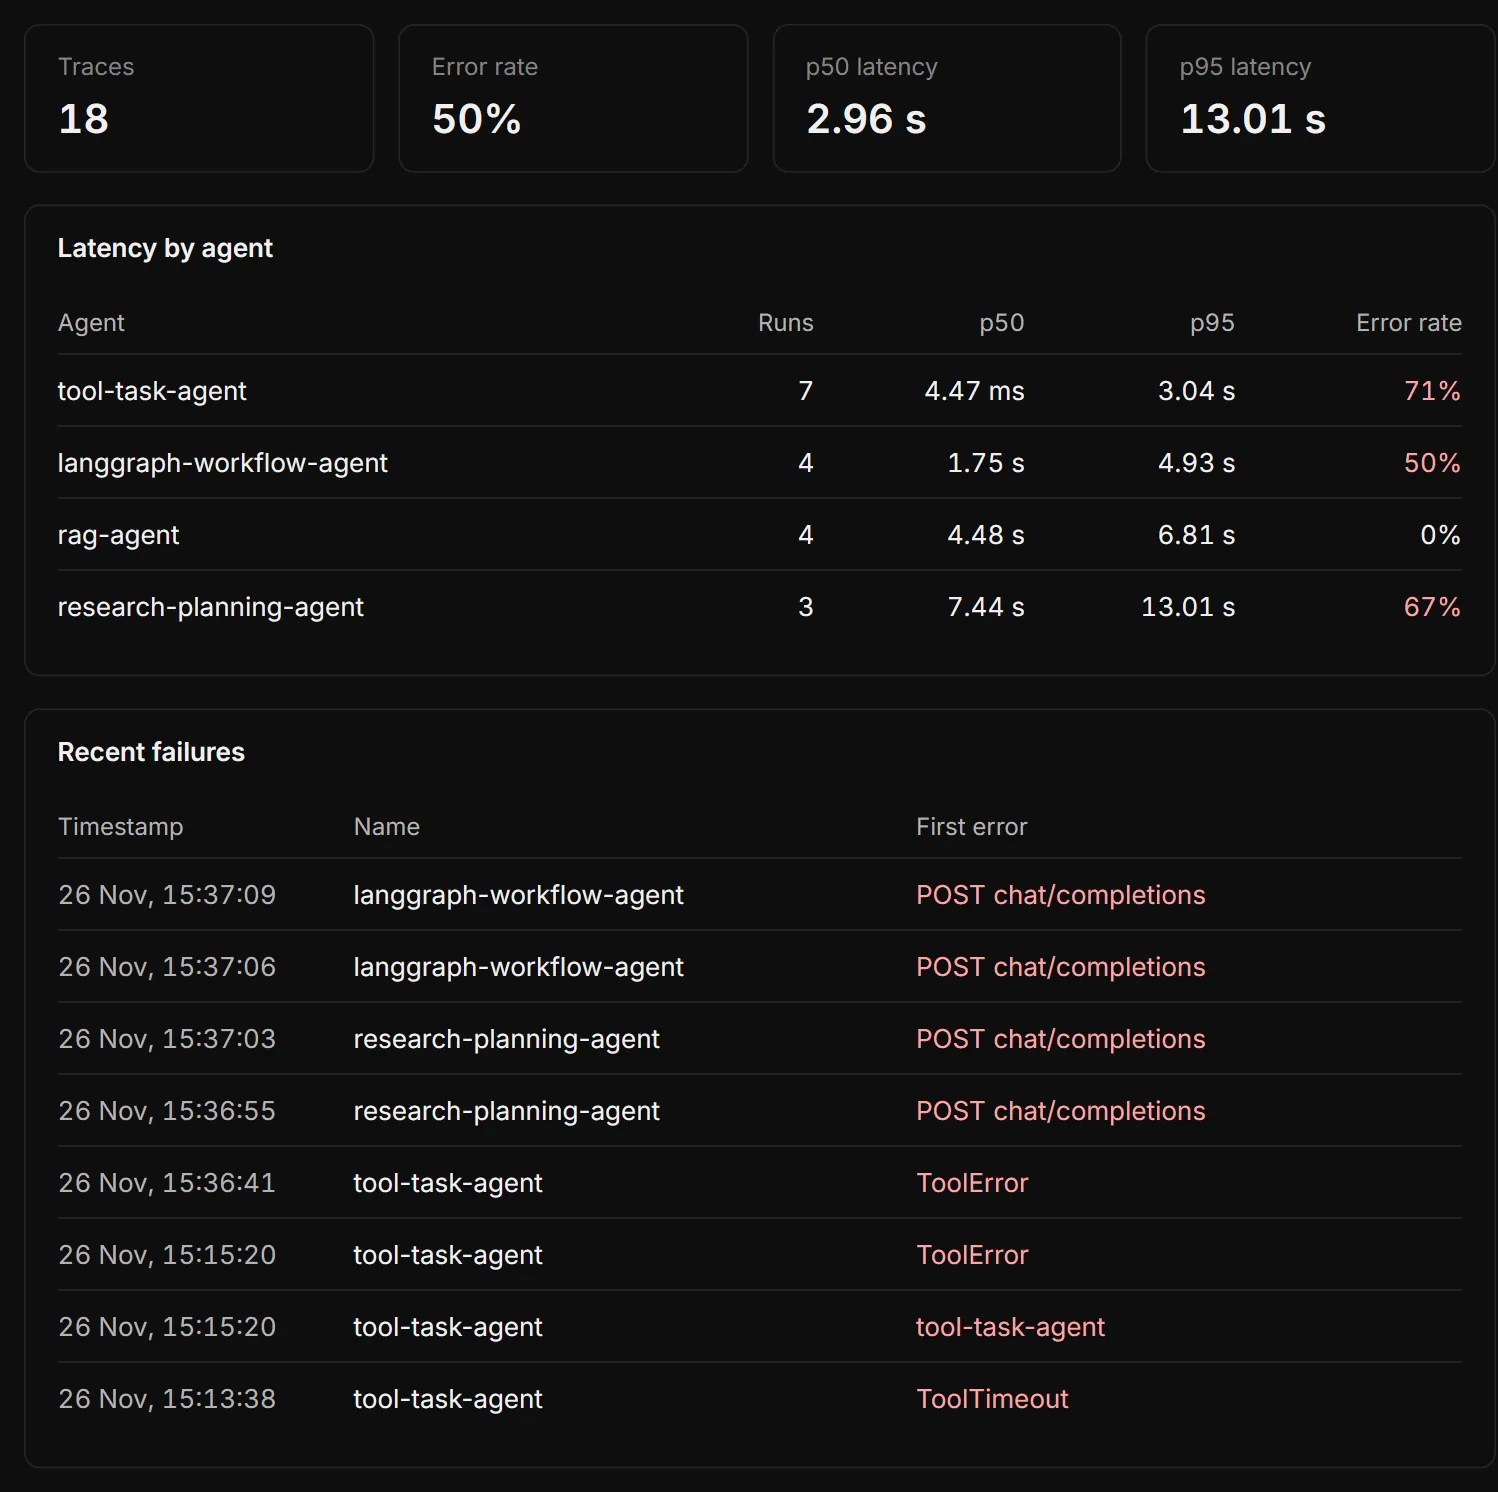 Traces
18
Error rate
50%
p50 latency
2.96 s
p95 latency
13.01 s
Latency by agent
Agent Runs p50 p95 Error rate
tool-task-agent 7 4.47 ms 3.04 s 71%
langgraph-workflow-agent 4 1.75 s 4.93 s 50%
rag-agent 4 4.48 s 6.81 s 0%
research-planning-agent 3 7.44 s 13.01 s 67%
Recent failures
Timestamp Name First error
26 Nov, 15:37:09 langgraph-workflow-agent POST chat/completions
26 Nov, 15:37:06 langgraph-workflow-agent POST chat/completions
26 Nov, 15:37:03 research-planning-agent POST chat/completions
26 Nov, 15:36:55 research-planning-agent POST chat/completions
26 Nov, 15:36:41 tool-task-agent ToolError
26 Nov, 15:15:20 tool-task-agent ToolError
26 Nov, 15:15:20 tool-task-agent tool-task-agent
26 Nov, 15:13:38 tool-task-agent ToolTimeout